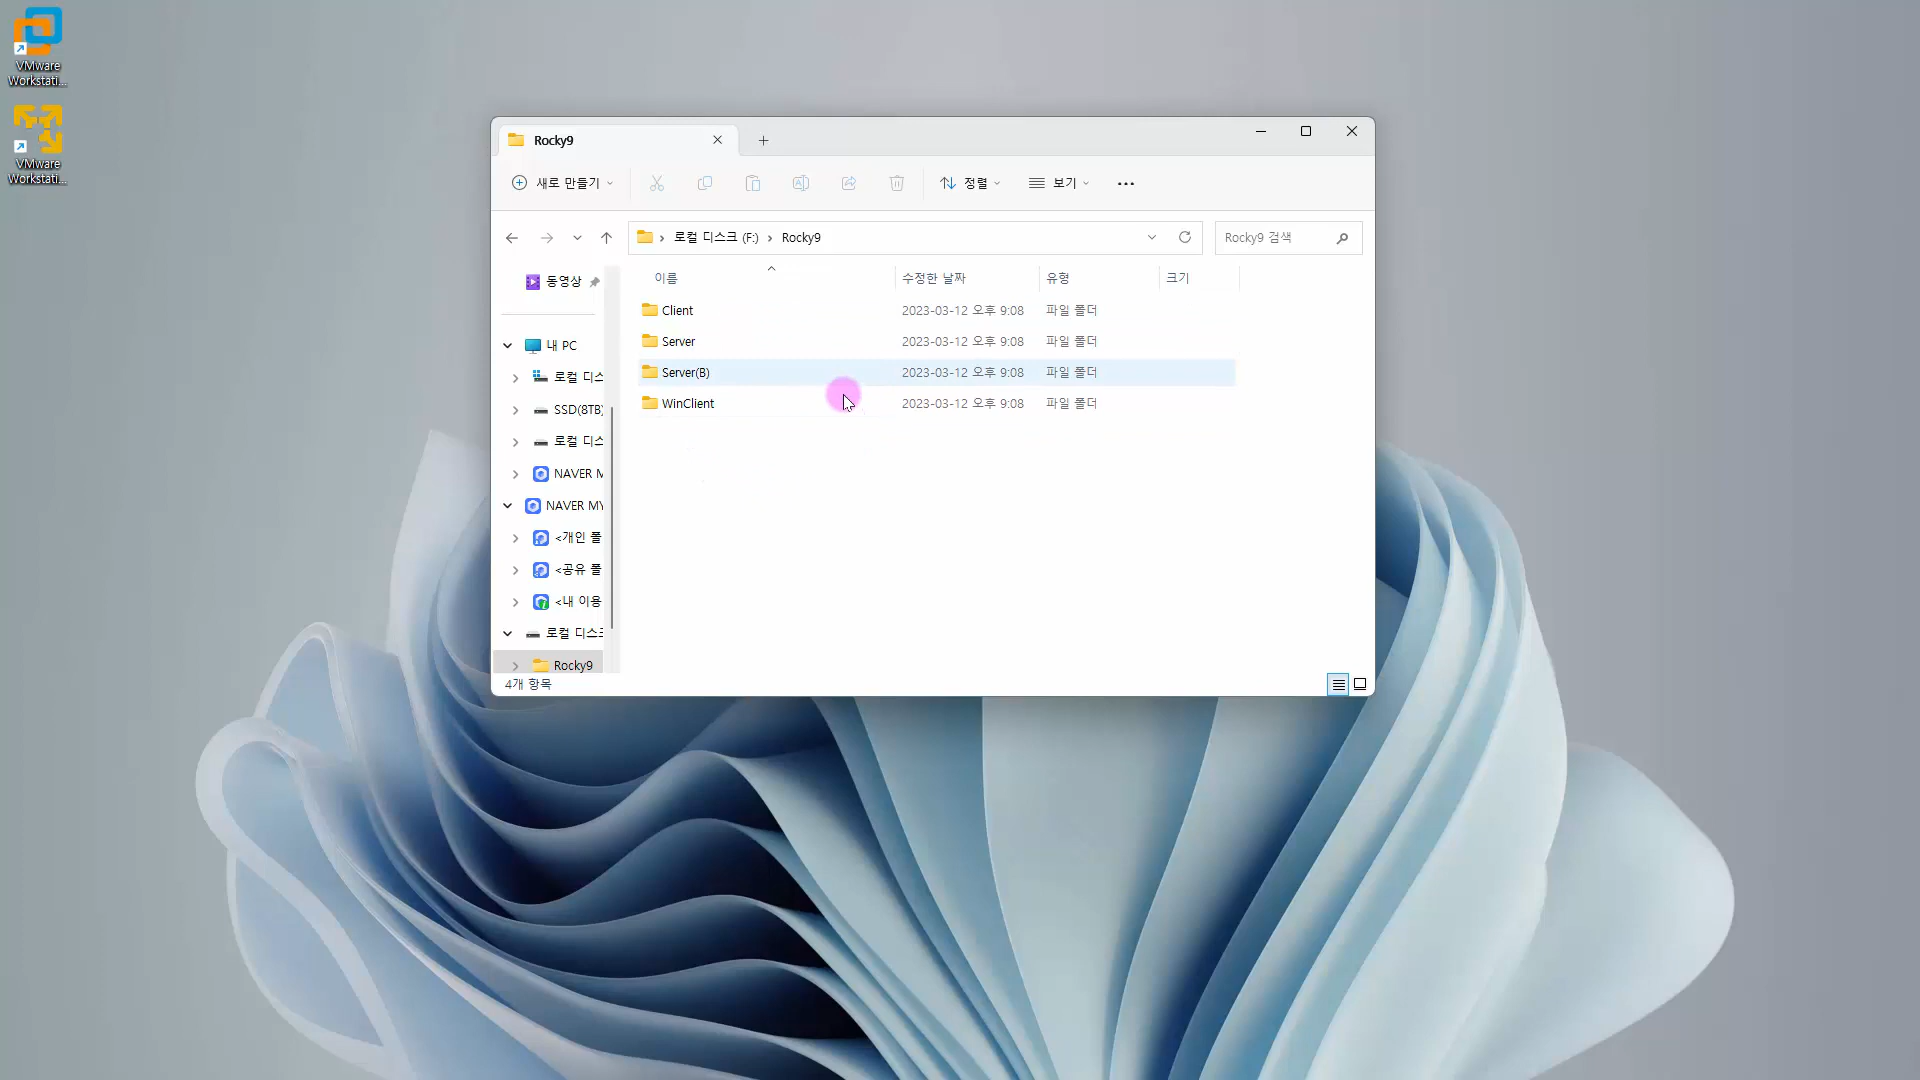 VMware
Workstati...
VMware
Workstati...
Rocky9
새로 만들기
정렬
보기
로컬 디스크 (F:) Rocky9
Rocky9 검색
이름 수정한 날짜 유형 크기
동영상
Client 2023-03-12 오후 9:08 파일 폴더
Server 2023-03-12 오후 9:08 파일 폴더
Server(B) 2023-03-12 오후 9:08 파일 폴더
WinClient 2023-03-12 오후 9:08 파일 폴더
내 PC
로컬 디스
SSD(8TB)
로컬 디스
NAVER M
NAVER MY
<개인 폴
<공유 폴
<내 이용
로컬 디스크
Rocky9
4개 항목